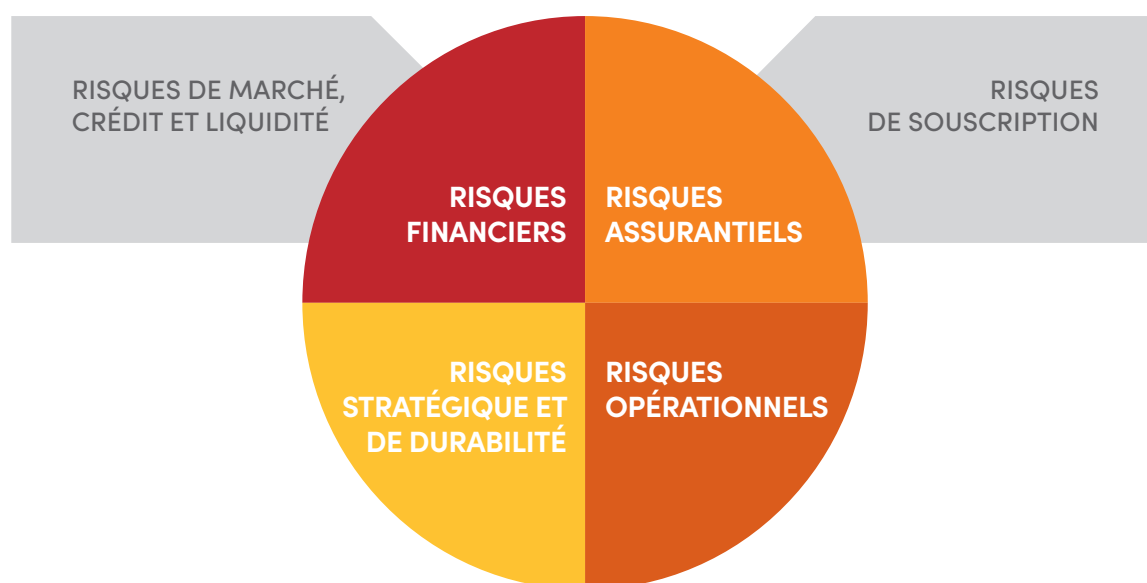 RISQUES DE MARCHÉ,
CRÉDIT ET LIQUIDITÉ
RISQUES
DE SOUSCRIPTION
RISQUES
FINANCIERS
RISQUES
ASSURANTIELS
RISQUES
STRATÉGIQUE ET
DE DURABILITÉ
RISQUES
OPÉRATIONNELS